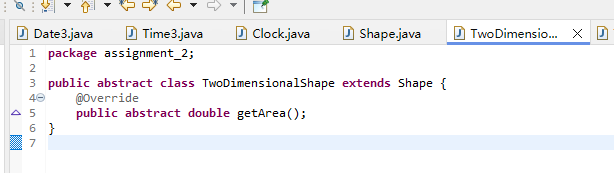 Date3.java
Time3.java
Clock.java
Shape.java
TwoDimensio...
1 package assignment_2;
2
3 public abstract class TwoDimensionalShape extends Shape {
4 @Override
5 public abstract double getArea();
6 }
7